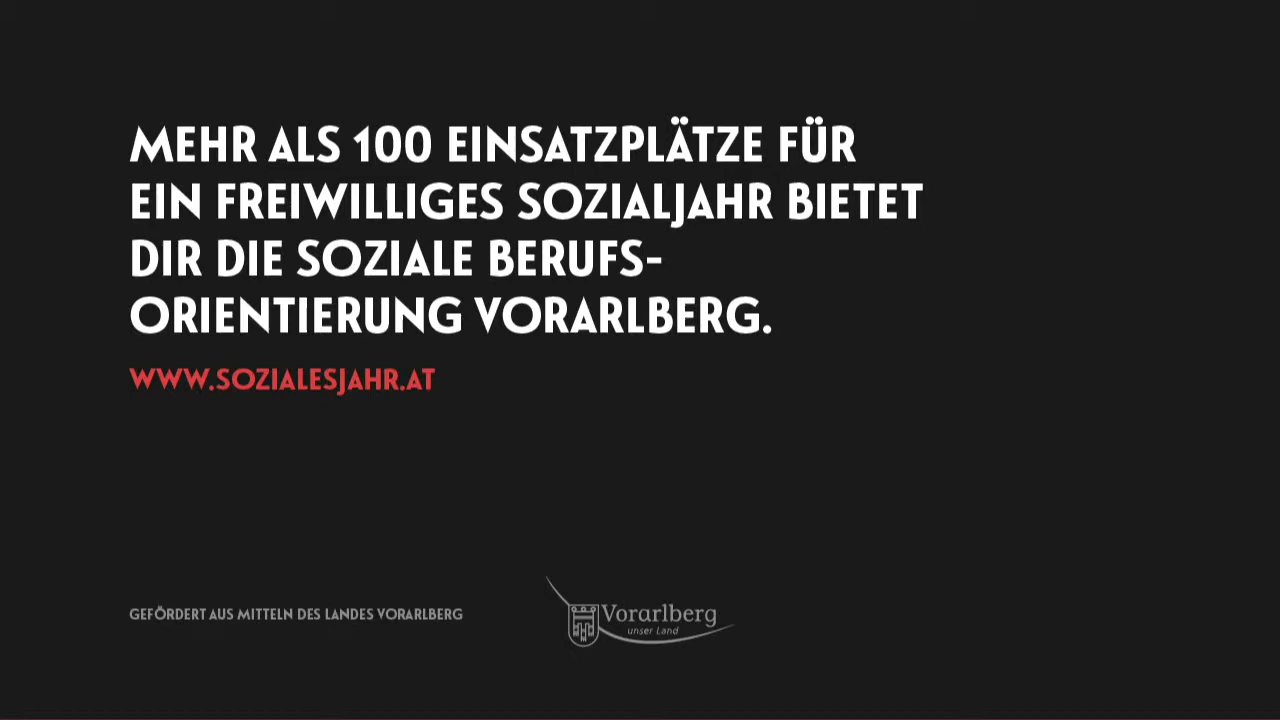 MEHR ALS 100 EINSATZPLÄTZE FÜR
EIN FREIWILLIGES SOZIALJAHR BIETET
DIR DIE SOZIALE BERUFS-
ORIENTIERUNG VORARLBERG.
WWW.SOZIALESJAHR.AT
GEFÖRDERT AUS MITTELN DES LANDES VORARLBERG
Vorarlberg
unser Land